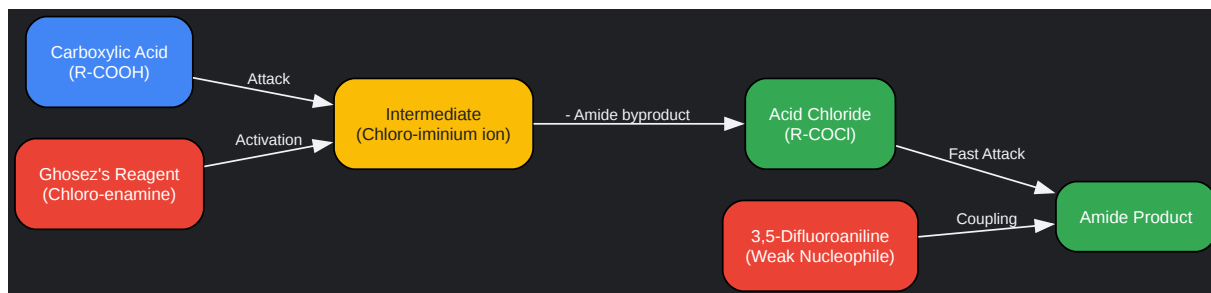 Carboxylic Acid
(R-COOH)
Attack
Ghosez's Reagent
(Chloro-enamine)
Activation
Intermediate
(Chloro-iminium ion)
- Amide byproduct
Acid Chloride
(R-COCl)
Fast Attack
3,5-Difluoroaniline
(Weak Nucleophile)
Coupling
Amide Product